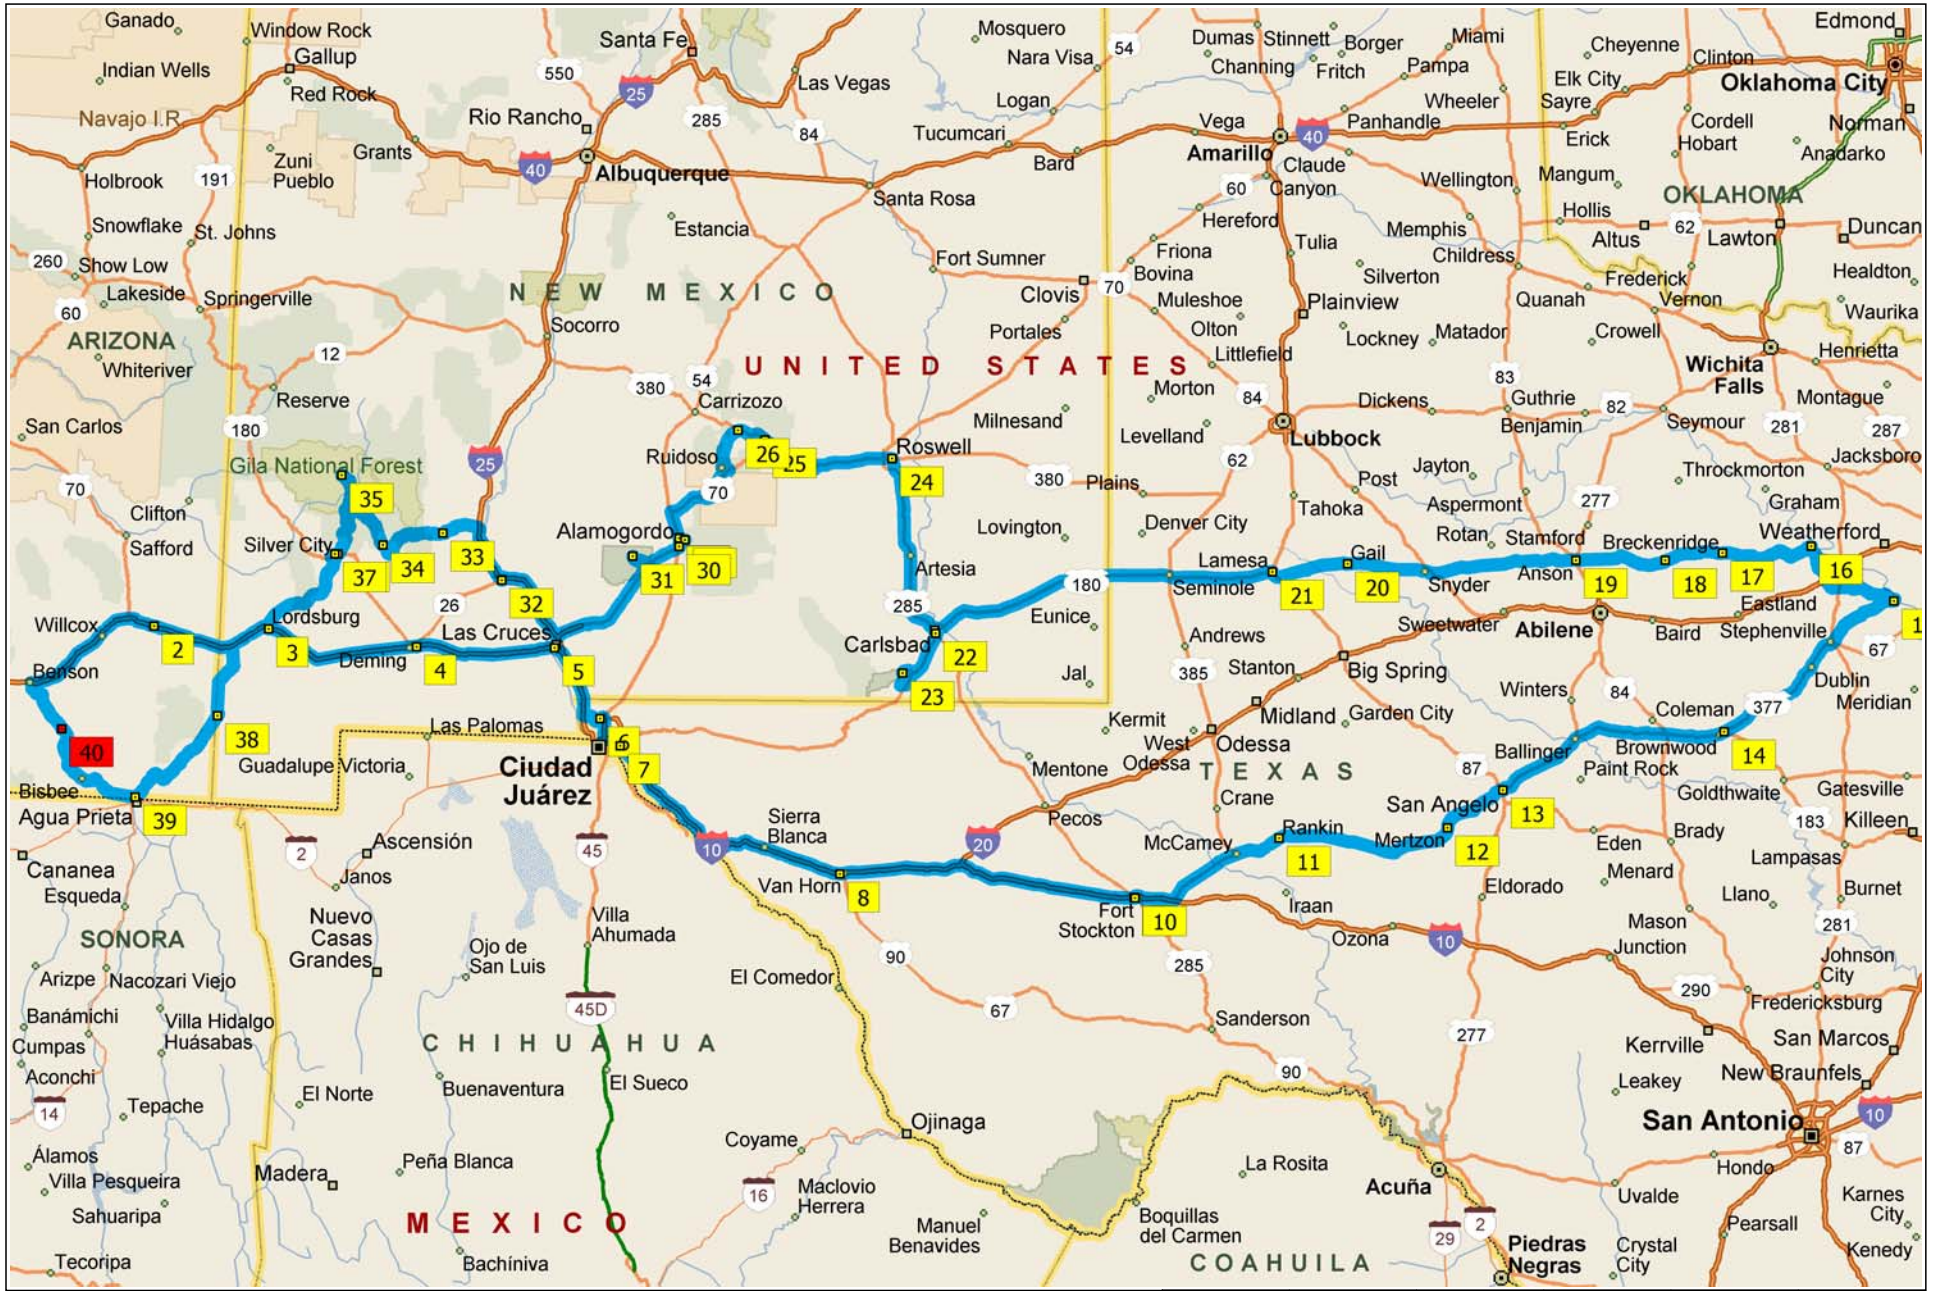 Ganado
Window Rock
Gallup
Indian Wells
Red Rock
Navajo I.R.
Zuni
Pueblo
Grants
Holbrook
191
Snowflake
St. Johns
260
Show Low
Lakeside
Springerville
60
ARIZONA
Whiteriver
12
Reserve
San Carlos
180
Gila National Forest
70
Clifton
Safford
Silver City
Santa Fe
550
25
Las Vegas
285
84
Rio Rancho
40
Albuquerque
Santa Rosa
Estancia
NEW MEXICO
Socorro
UNITED STATES
380
54
Carrizozo
Ruidoso
70
Roswell
Alamogordo
25
Mosquero
Nara Visa
54
Logan
Tucumcari
Bard
Fort Sumner
Clovis
70
Portales
Milnesand
380
Plains
Lovington
Artesia
285
Carlsbad
Eunice
Jal
180
Dumas
Stinnett
Borger
Miami
Channing
Fritch
Pampa
Vega
40
Panhandle
Wheeler
Amarillo
Claude
60
Canyon
Hereford
Wellington
Friona
Bovina
Tulia
Memphis
Silverton
Childress
Muleshoe
Plainview
Olton
Lockney
Matador
Littlefield
Morton
84
Dickens
83
Guthrie
82
Levelland
Lubbock
Benjamin
Seymour
62
Post
Jayton
Denver City
Tahoka
Aspermont
277
Rotan
Stamford
Lamesa
Gail
Seminole
Snyder
Anson
Cheyenne
Clinton
Edmond
Elk City
Oklahoma City
Sayre
Erick
Cordell
Hobart
Norman
Anadarko
Mangum
OKLAHOMA
Hollis
Altus
62
Lawton
Duncan
Frederick
Healdton
Quanah
Vernon
Waurika
Crowell
Henrietta
Wichita
Falls
Montague
281
287
Throckmorton
Jacksboro
Graham
Weatherford
Breckenridge
Eastland
Stephenville
67
Dublin
Meridian
Sweetwater
Abilene
Baird
Andrews
385
Stanton
Big Spring
Winters
84
Coleman
377
Midland
Garden City
Kermit
West
Odessa
Odessa
Ballinger
Brownwood
Paint Rock
TEXAS
87
Mentone
Crane
San Angelo
Goldthwaite
Gatesville
Pecos
20
McCamey
Rankin
Mertzon
Eden
Brady
183
Killeen
Menard
Lampasas
Eldorado
Llano
Burnet
Iraan
Mason
Ozona
10
Junction
281
Johnson
City
290
Fredericksburg
285
Sanderson
277
Kerrville
San Marcos
90
Leakey
New Braunfels
San Antonio
10
87
Hondo
Uvalde
Karnes
City
Pearsall
Kenedy
Crystal
City
Willcox
Lordsburg
Benson
26
Las Cruces
Deming
Bisbee
Agua Prieta
Las Palomas
Guadalupe Victoria
Ciudad
Juárez
Sierra
Blanca
10
Van Horn
Fort
Stockton
2
Ascensión
45
Cananea
Esqueda
Janos
Nuevo
Casas
Grandes
Villa
Ahumada
90
67
SONORA
Ojo de
San Luis
El Comedor
Arizpe
Nacozari Viejo
45D
Banámichi
Villa Hidalgo
Huásabas
Cumpas
CHIHUAHUA
Aconchi
14
El Norte
Buenaventura
El Sueco
Tepache
Coyame
Ojinaga
Álamos
Villa Pesqueira
Madera
Peña Blanca
16
Maclovio
Herrera
La Rosita
Acuña
Sahuaripa
MEXICO
Manuel
Benavides
Boquillas
del Carmen
2
29
Tecoripa
Bachíniva
COAHUILA
Piedras
Negras
1
2
3
4
5
6
7
8
10
11
12
13
14
16
17
18
19
20
21
22
23
24
25
26
30
31
32
33
34
35
37
38
39
40